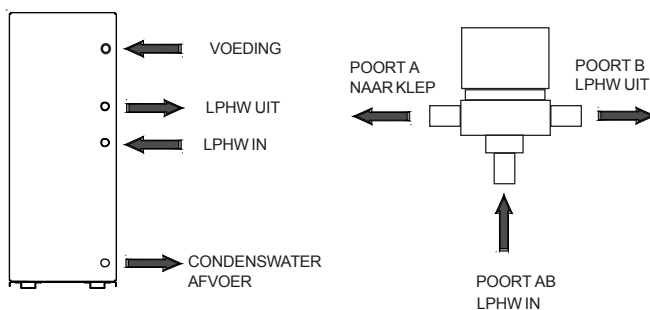 VOEDING
LPHW UIT
LPHW IN
CONDENSWATER
AFVOER
POORT A
NAAR KLEP
POORT B
LPHW UIT
POORT AB
LPHW IN